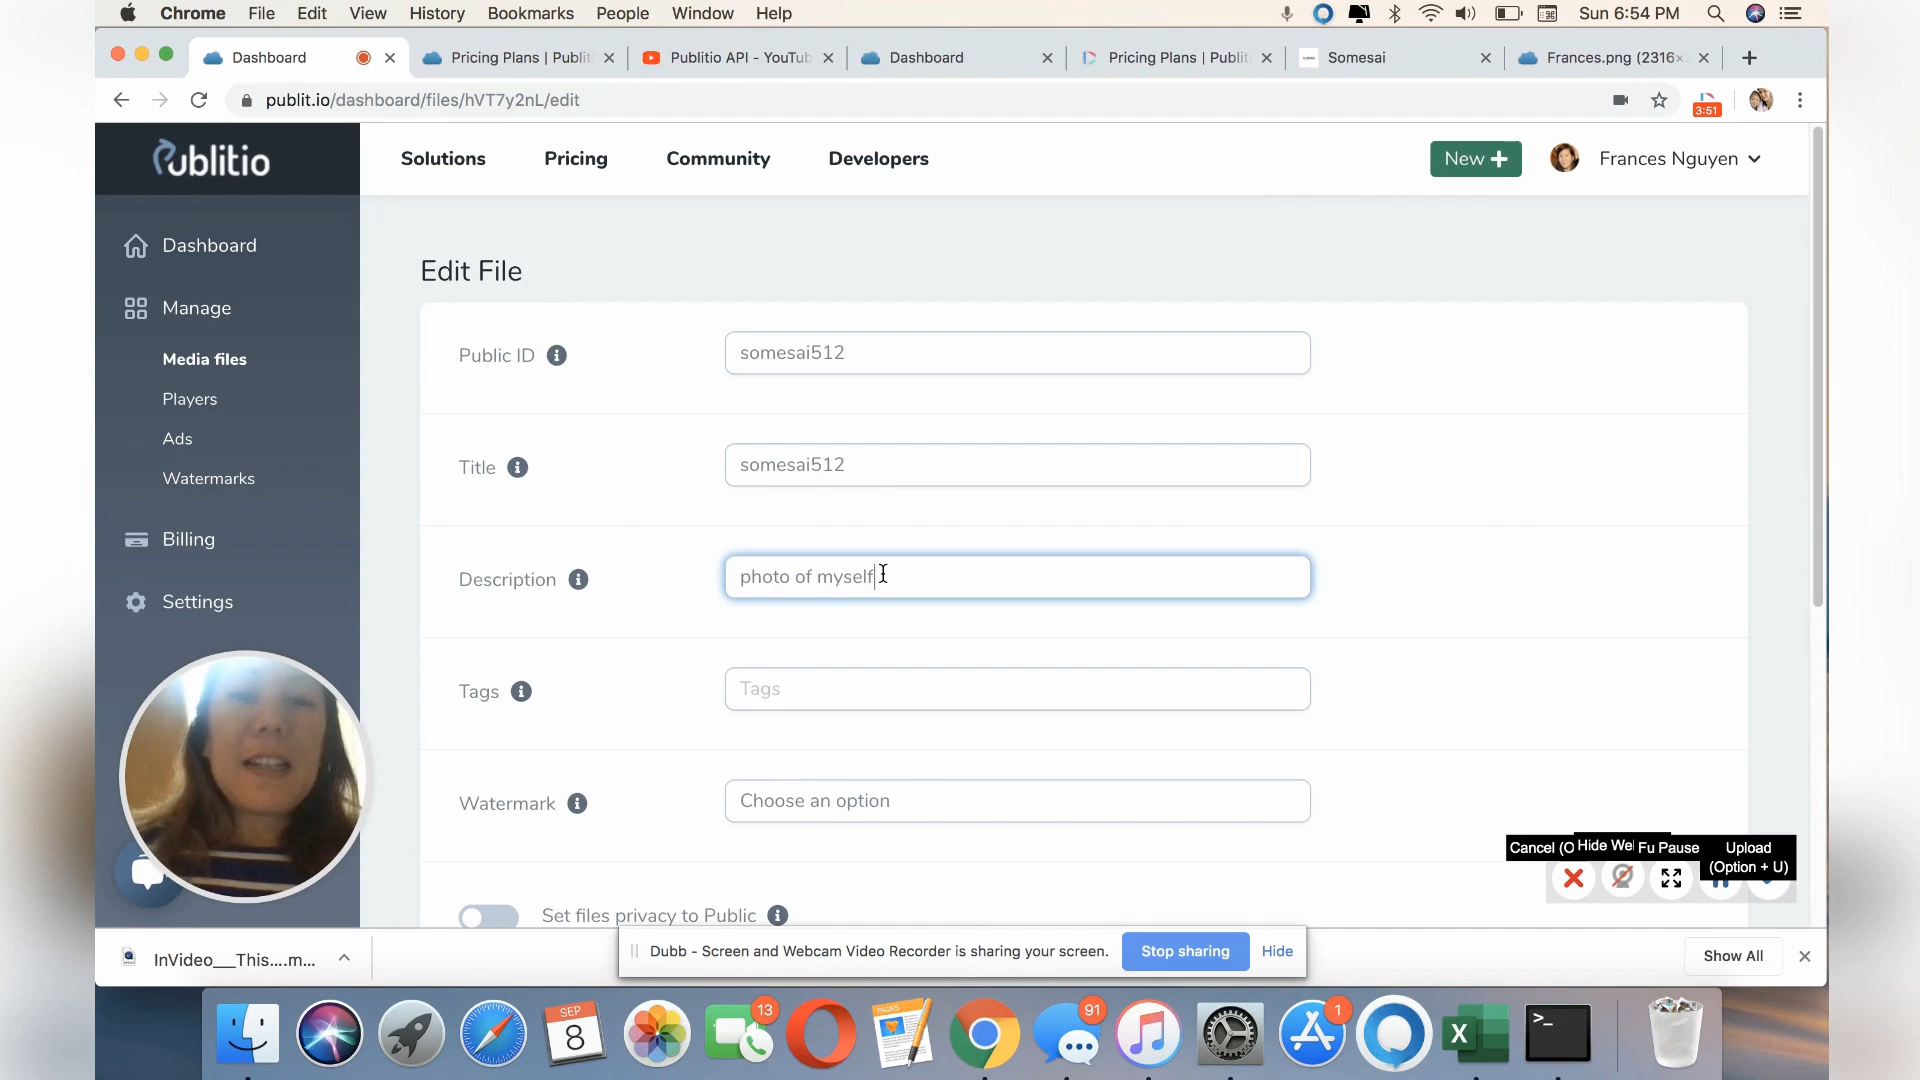 Chrome File Edit View History Bookmarks People Window Help Sun 6:54 PM
Dashboard Pricing Plans | Publiti Publitio API - YouTub Dashboard Pricing Plans | Publit Somesai Frances.png (2316×
publit.io/dashboard/files/hVT7y2nL/edit 3:51
Publitio Solutions Pricing Community Developers New + Frances Nguyen
Dashboard
Edit File
Manage
Public ID somesai512
Media files
Players
Ads
Title somesai512
Watermarks
Billing
Description photo of myself
Settings
Tags Tags
Watermark Choose an option
Cancel (O Hide We Fu Pause Upload
(Option + U)
Set files privacy to Public
InVideo___This....m... Dubb - Screen and Webcam Video Recorder is sharing your screen. Stop sharing Hide Show All
SEP
8
13
91
1
X
>_